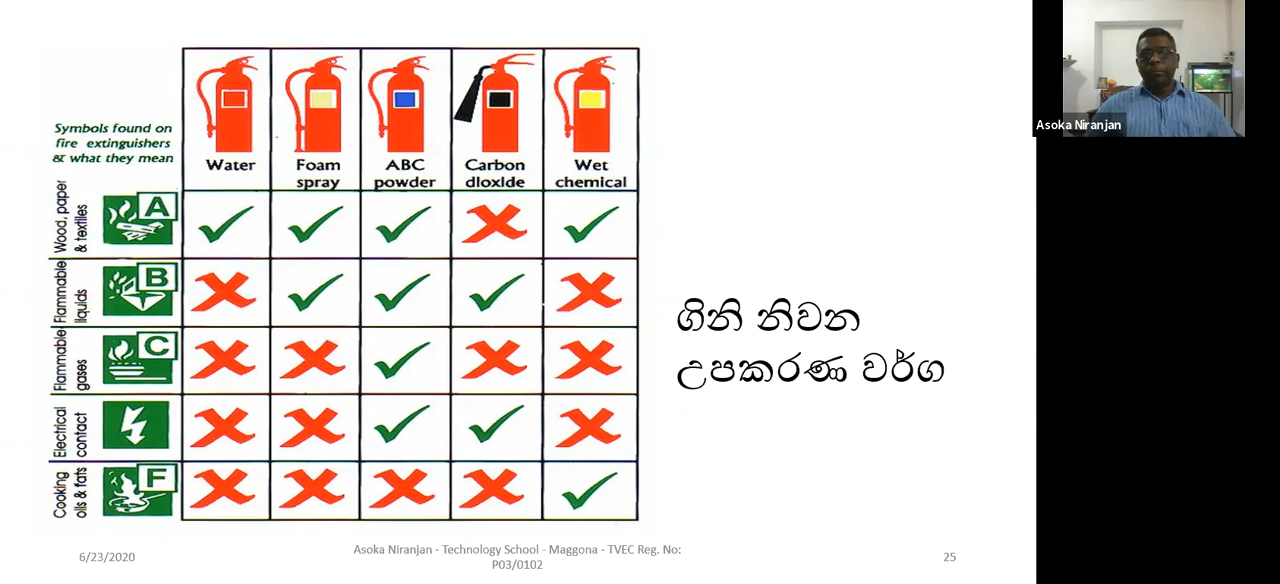 Symbols found on
fire extinguishers
& what they mean
Water
Foam
spray
ABC
powder
Carbon
dioxide
Wet
chemical
Wood, paper
& textiles
A
Flammable
liquids
B
Flammable
gases
C
Electrical
contact
Cooking
oils & fats
F
ගිනි නිවන
උපකරණ වර්ග
6/23/2020
Asoka Niranjan - Technology School - Maggona - TVEC Reg. No:
P03/0102
25
Asoka Niranjan